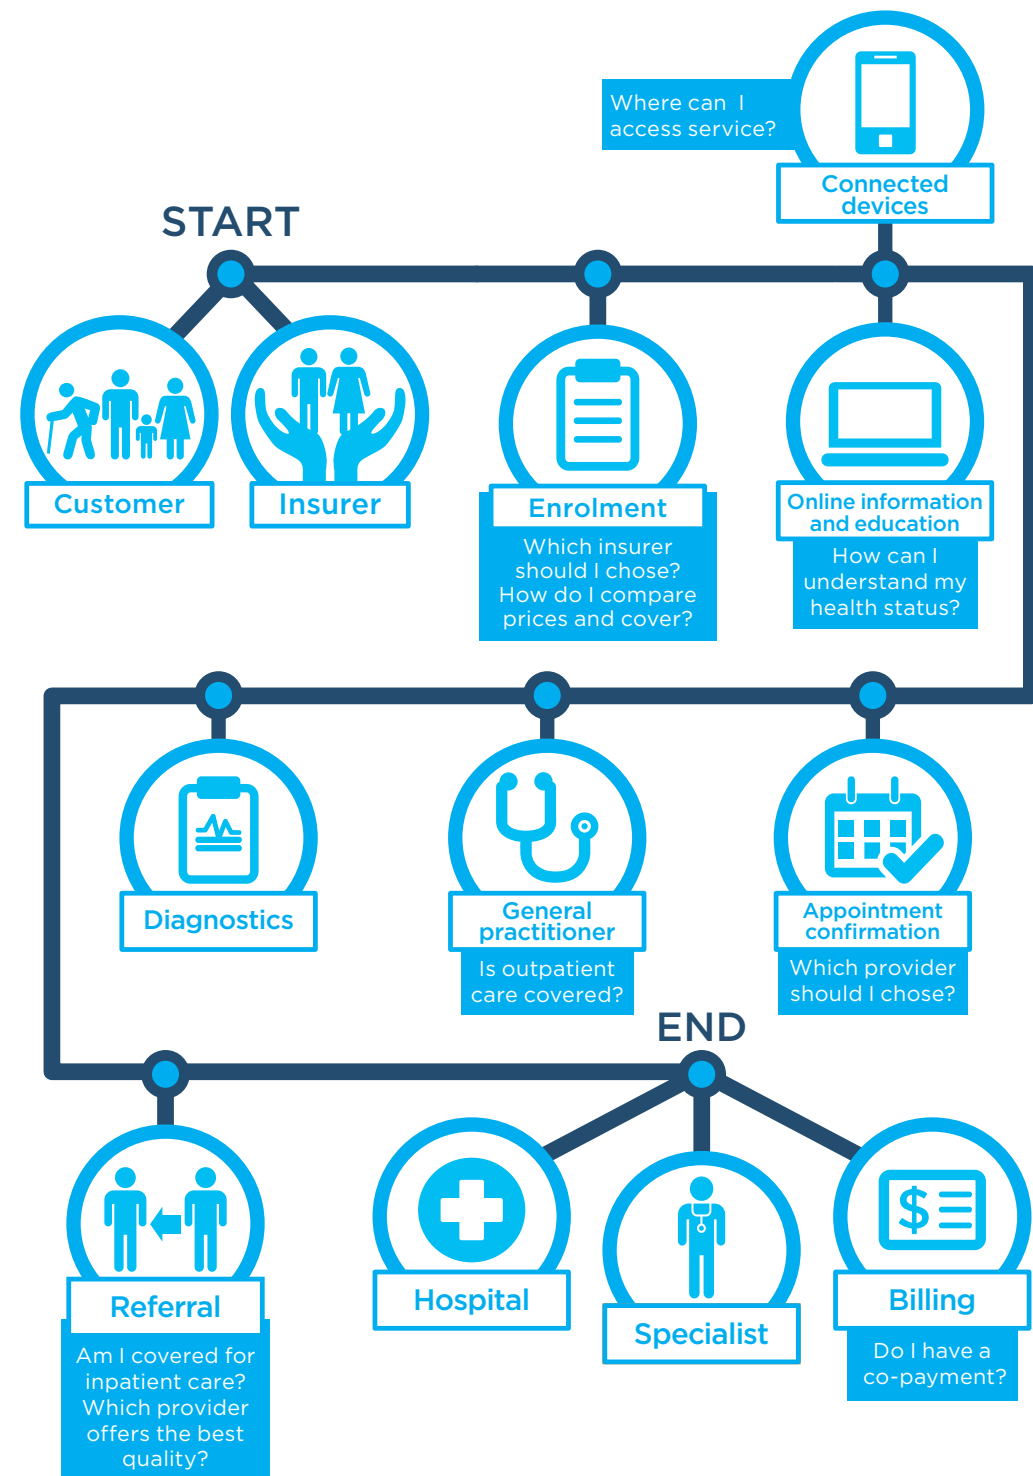 Where can I
access service?
Connected
devices
START
Customer
Insurer
Enrolment
Which insurer
should I chose?
How do I compare
prices and cover?
Online information
and education
How can I
understand my
health status?
Diagnostics
General
practitioner
Is outpatient
care covered?
Appointment
confirmation
Which provider
should I chose?
END
Referral
Am I covered for
inpatient care?
Which provider
offers the best
quality?
Hospital
Specialist
$
Billing
Do I have a
co-payment?